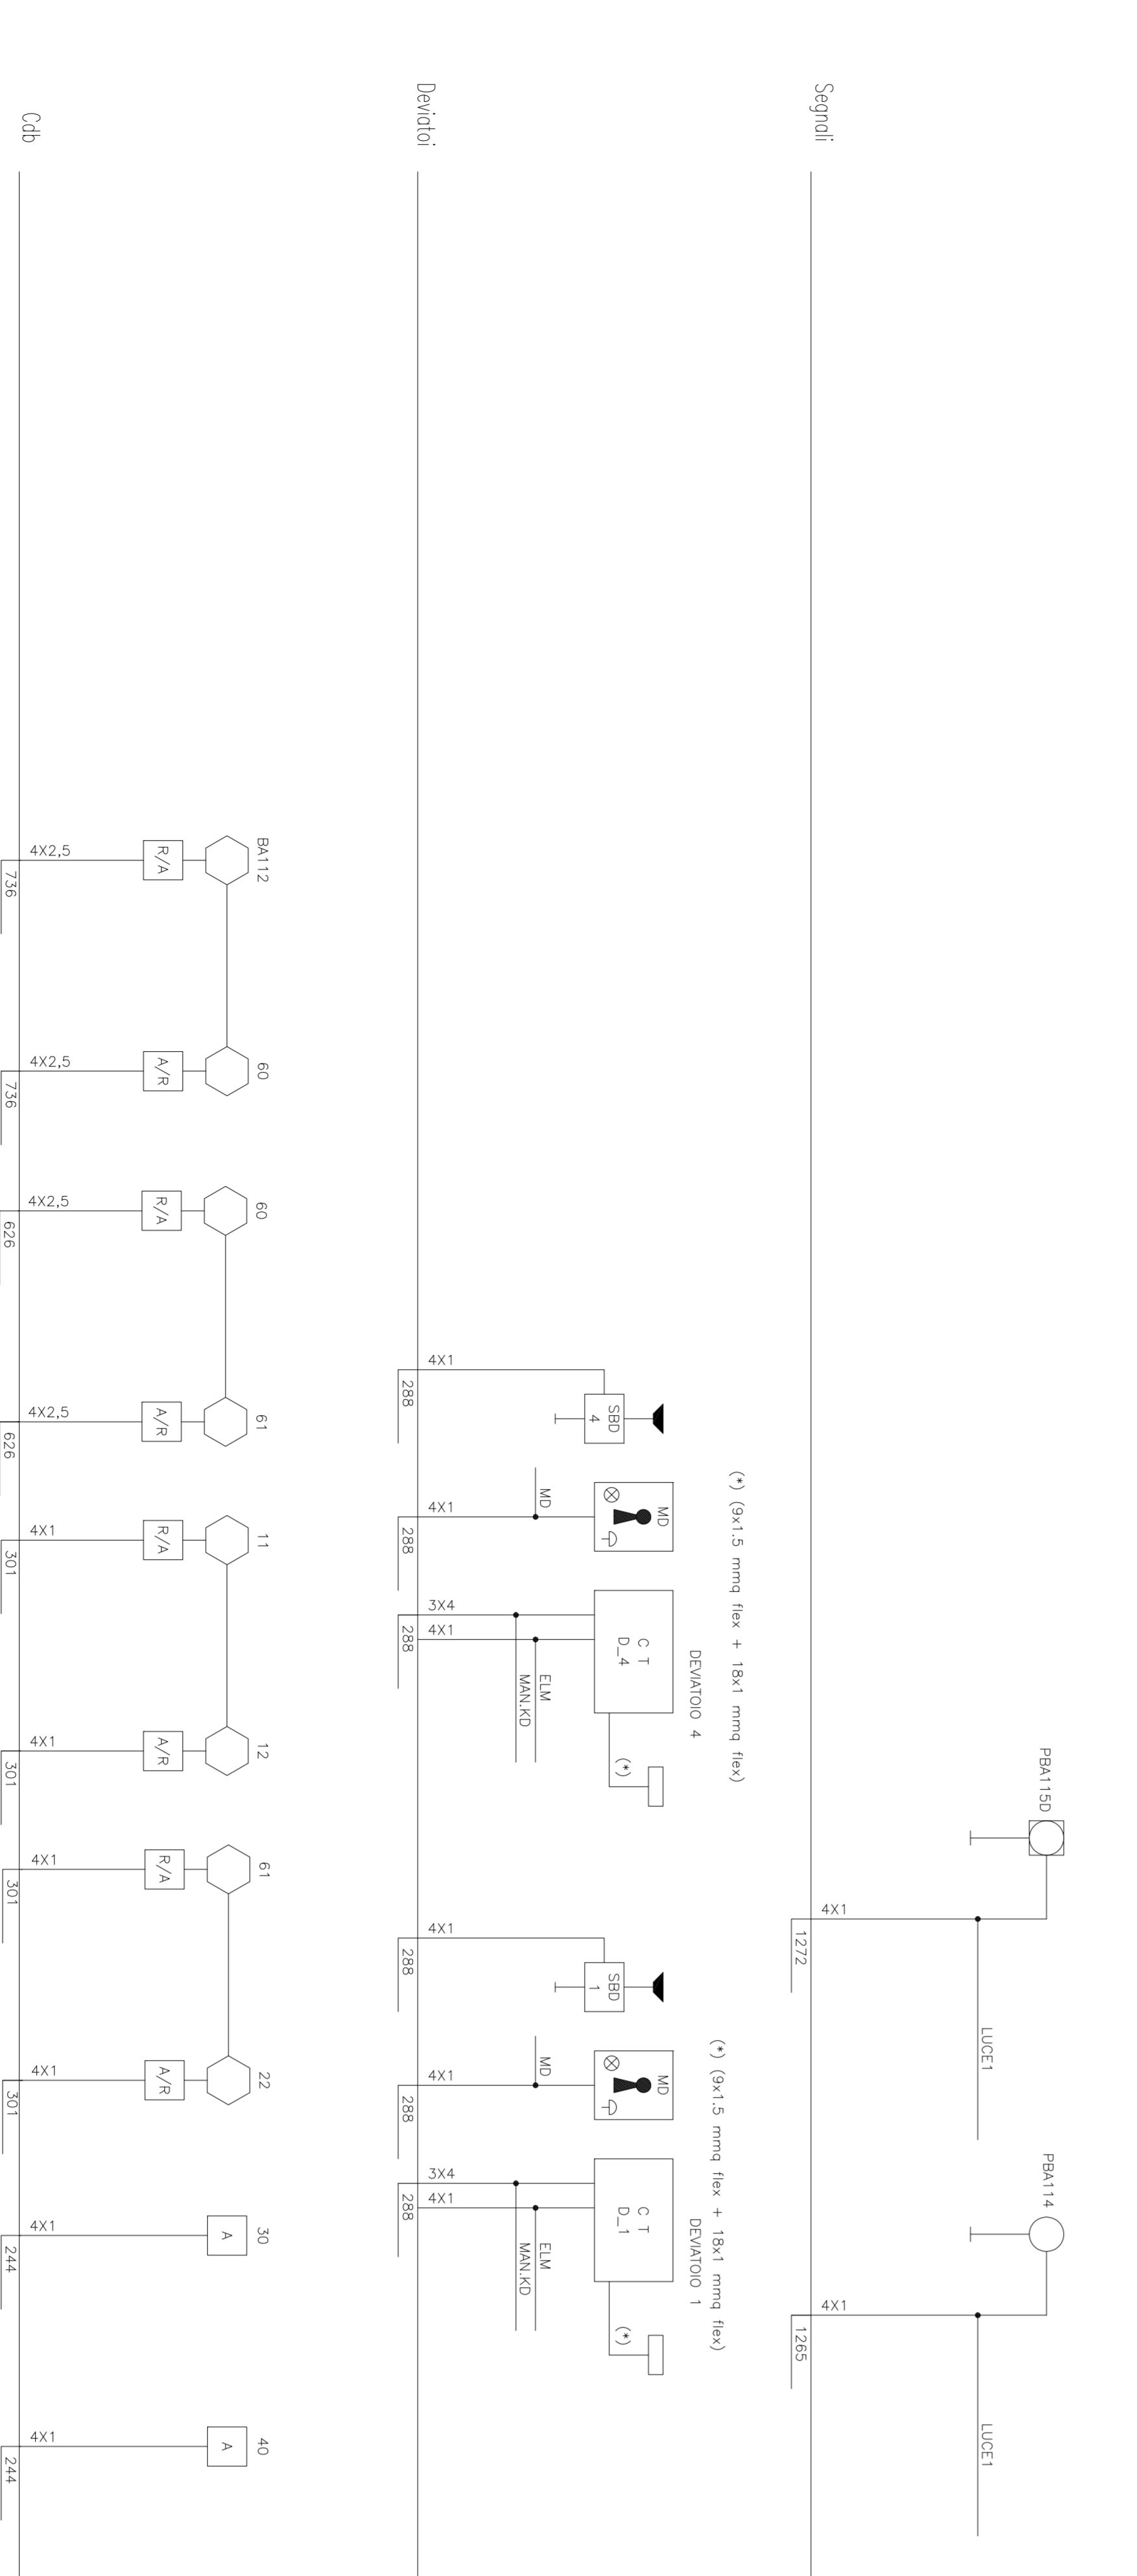 Segnali
PBA115D
4X1
1272
LUCE1
PBA114
4X1
1265
LUCE1
Deviatoi
(*) (9x1.5 mmq flex + 18x1 mmq flex)
DEVIATOIO 4
4X1
288
SBD
4
MD
MD
4X1
288
C T
D_4
3X4
4X1
288
ELM
MAN.KD
(*)
(*) (9x1.5 mmq flex + 18x1 mmq flex)
DEVIATOIO 1
4X1
288
SBD
1
MD
MD
4X1
288
C T
D_1
3X4
4X1
288
ELM
MAN.KD
(*)
Cdb
BA112
R/A
4X2,5
736
60
A/R
4X2,5
736
60
R/A
4X2,5
626
61
A/R
4X2,5
626
11
R/A
4X1
301
12
A/R
4X1
301
61
R/A
4X1
301
22
A/R
4X1
301
30
A
4X1
244
40
A
4X1
244